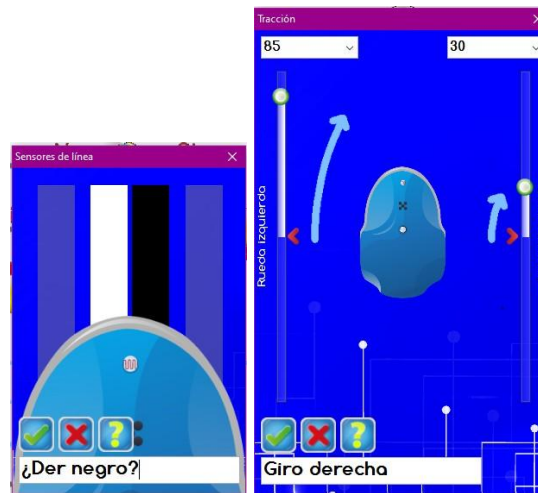 Sensores de línea
¿Der negro?
Tracción
85
30
Rueda izquierda
Giro derecha